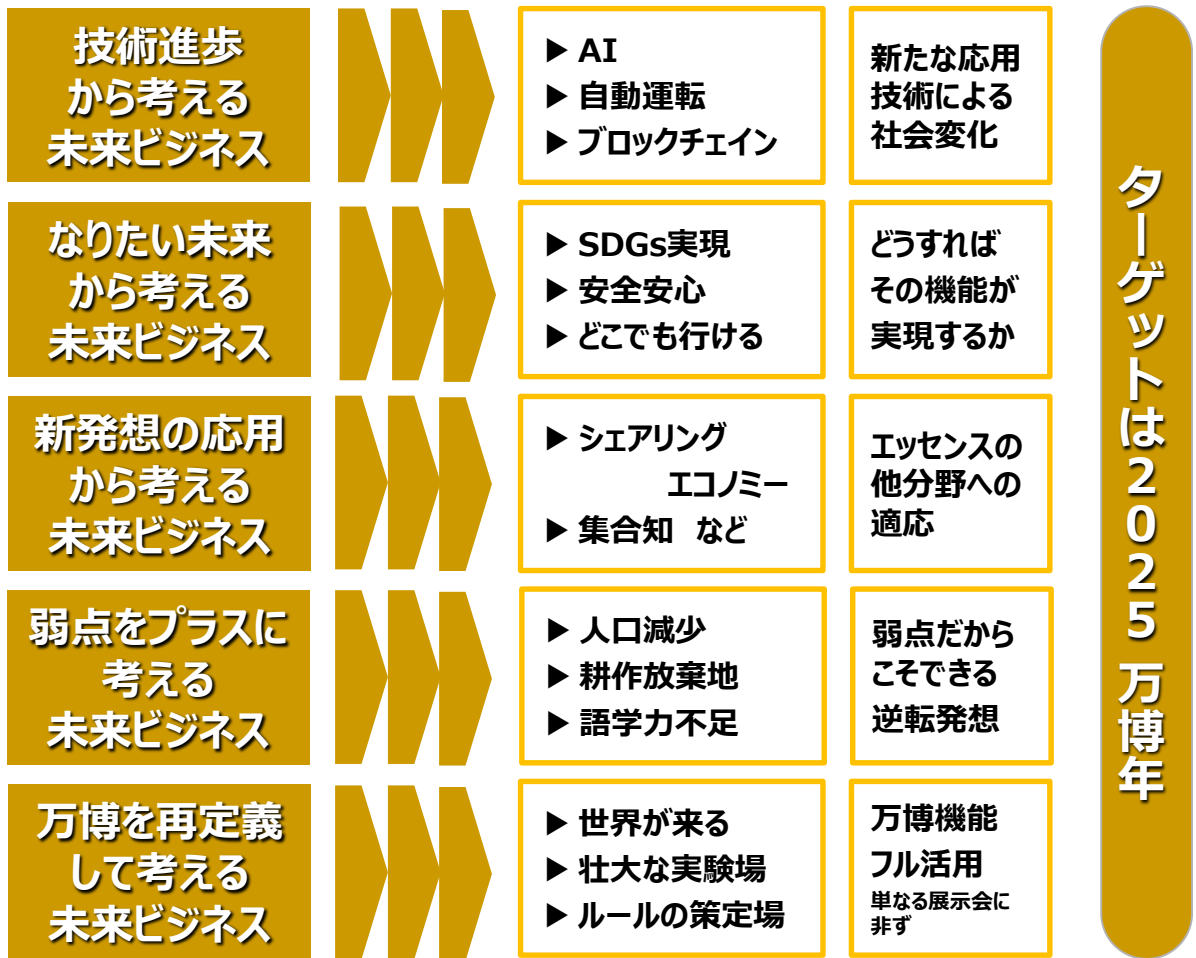 技術進歩
から考える
未来ビジネス
▶ AI
▶ 自動運転
▶ ブロックチェイン
新たな応用
技術による
社会変化
なりたい未来
から考える
未来ビジネス
▶ SDGs実現
▶ 安全安心
▶ どこでも行ける
どうすれば
その機能が
実現するか
新発想の応用
から考える
未来ビジネス
▶ シェアリング
エコノミー
▶ 集合知 など
エッセンスの
他分野への
適応
弱点をプラスに
考える
未来ビジネス
▶ 人口減少
▶ 耕作放棄地
▶ 語学力不足
弱点だから
こそできる
逆転発想
万博を再定義
して考える
未来ビジネス
▶ 世界が来る
▶ 壮大な実験場
▶ ルールの策定場
万博機能
フル活用
単なる展示会に
非ず
ターゲットは2025 万博年